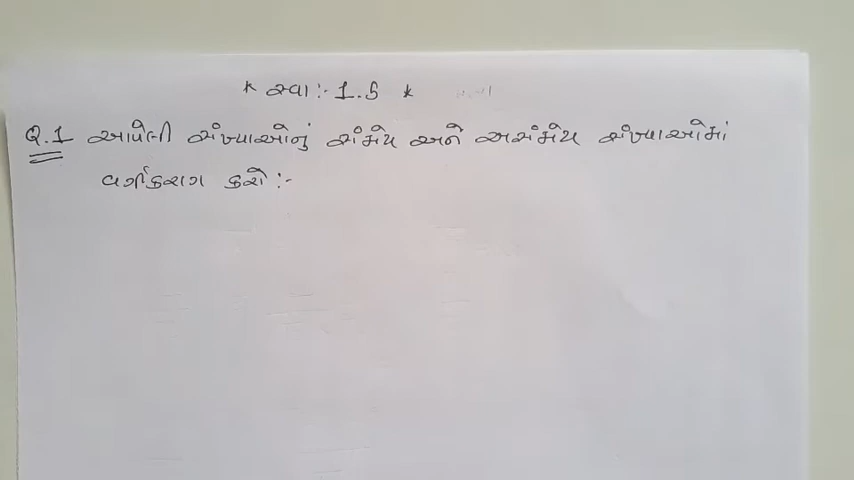 * સ્વા :- 1.5 *
Q.1 આપેલી સંખ્યાઓનું સંમેય અને અસંમેય સંખ્યાઓમાં
વર્ગીકરણ કરો :-